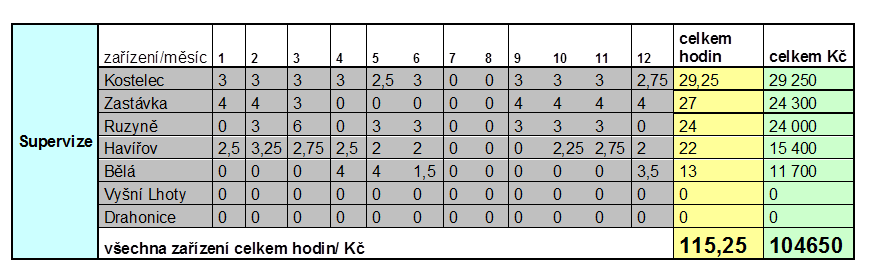 Supervize
zařízení/měsíc 1 2 3 4 5 6 7 8 9 10 11 12 celkem hodin celkem Kč
Kostelec 3 3 3 3 2,5 3 0 0 3 3 3 2,75 29,25 29 250
Zastávka 4 4 3 0 0 0 0 0 4 4 4 4 27 24 300
Ruzyně 0 3 6 0 3 3 0 0 3 3 3 0 24 24 000
Havířov 2,5 3,25 2,75 2,5 2 2 0 0 0 2,25 2,75 2 22 15 400
Bělá 0 0 0 4 4 1,5 0 0 0 0 0 3,5 13 11 700
Vyšní Lhoty 0 0 0 0 0 0 0 0 0 0 0 0 0 0
Drahonice 0 0 0 0 0 0 0 0 0 0 0 0 0 0
všechna zařízení celkem hodin/ Kč 115,25 104650